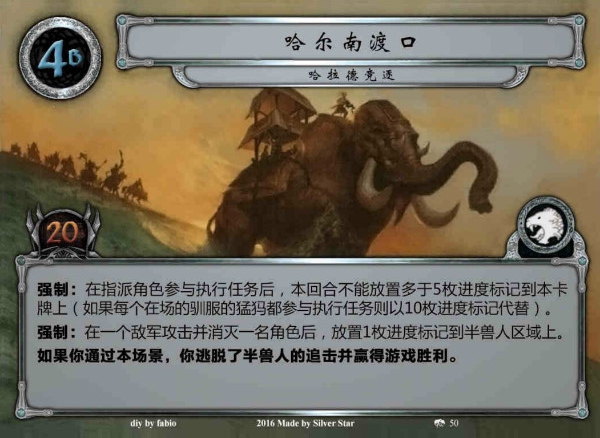 4B
哈尔南渡口
哈拉德竞逐
20
强制：在指派角色参与执行任务后，本回合不能放置多于5枚进度标记到本卡
牌上（如果每个在场的驯服的猛犸都参与执行任务则以10枚进度标记代替）。
强制：在一个敌军攻击并消灭一名角色后，放置1枚进度标记到半兽人区域上。
如果你通过本场景，你逃脱了半兽人的追击并赢得游戏胜利。
diy by fabio 2016 Made by Silver Star 50